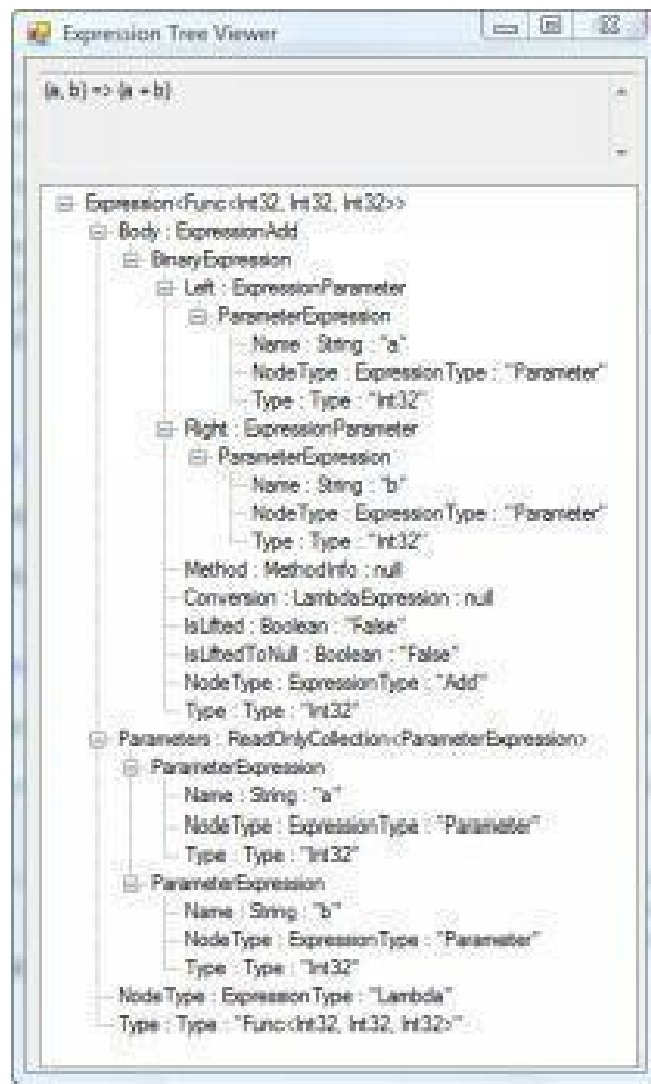 Expression Tree Viewer
(a, b) => (a + b)
Expression<Func<Int32, Int32, Int32>>
Body : ExpressionAdd
BinaryExpression
Left : ExpressionParameter
ParameterExpression
Name : String : "a"
NodeType : ExpressionType : "Parameter"
Type : Type : "Int32"
Right : ExpressionParameter
ParameterExpression
Name : String : "b"
NodeType : ExpressionType : "Parameter"
Type : Type : "Int32"
Method : MethodInfo : null
Conversion : LambdaExpression : null
IsLifted : Boolean : "False"
IsLiftedToNull : Boolean : "False"
NodeType : ExpressionType : "Add"
Type : Type : "Int32"
Parameters : ReadOnlyCollection<ParameterExpression>
ParameterExpression
Name : String : "a"
NodeType : ExpressionType : "Parameter"
Type : Type : "Int32"
ParameterExpression
Name : String : "b"
NodeType : ExpressionType : "Parameter"
Type : Type : "Int32"
NodeType : ExpressionType : "Lambda"
Type : Type : "Func<Int32, Int32, Int32>"